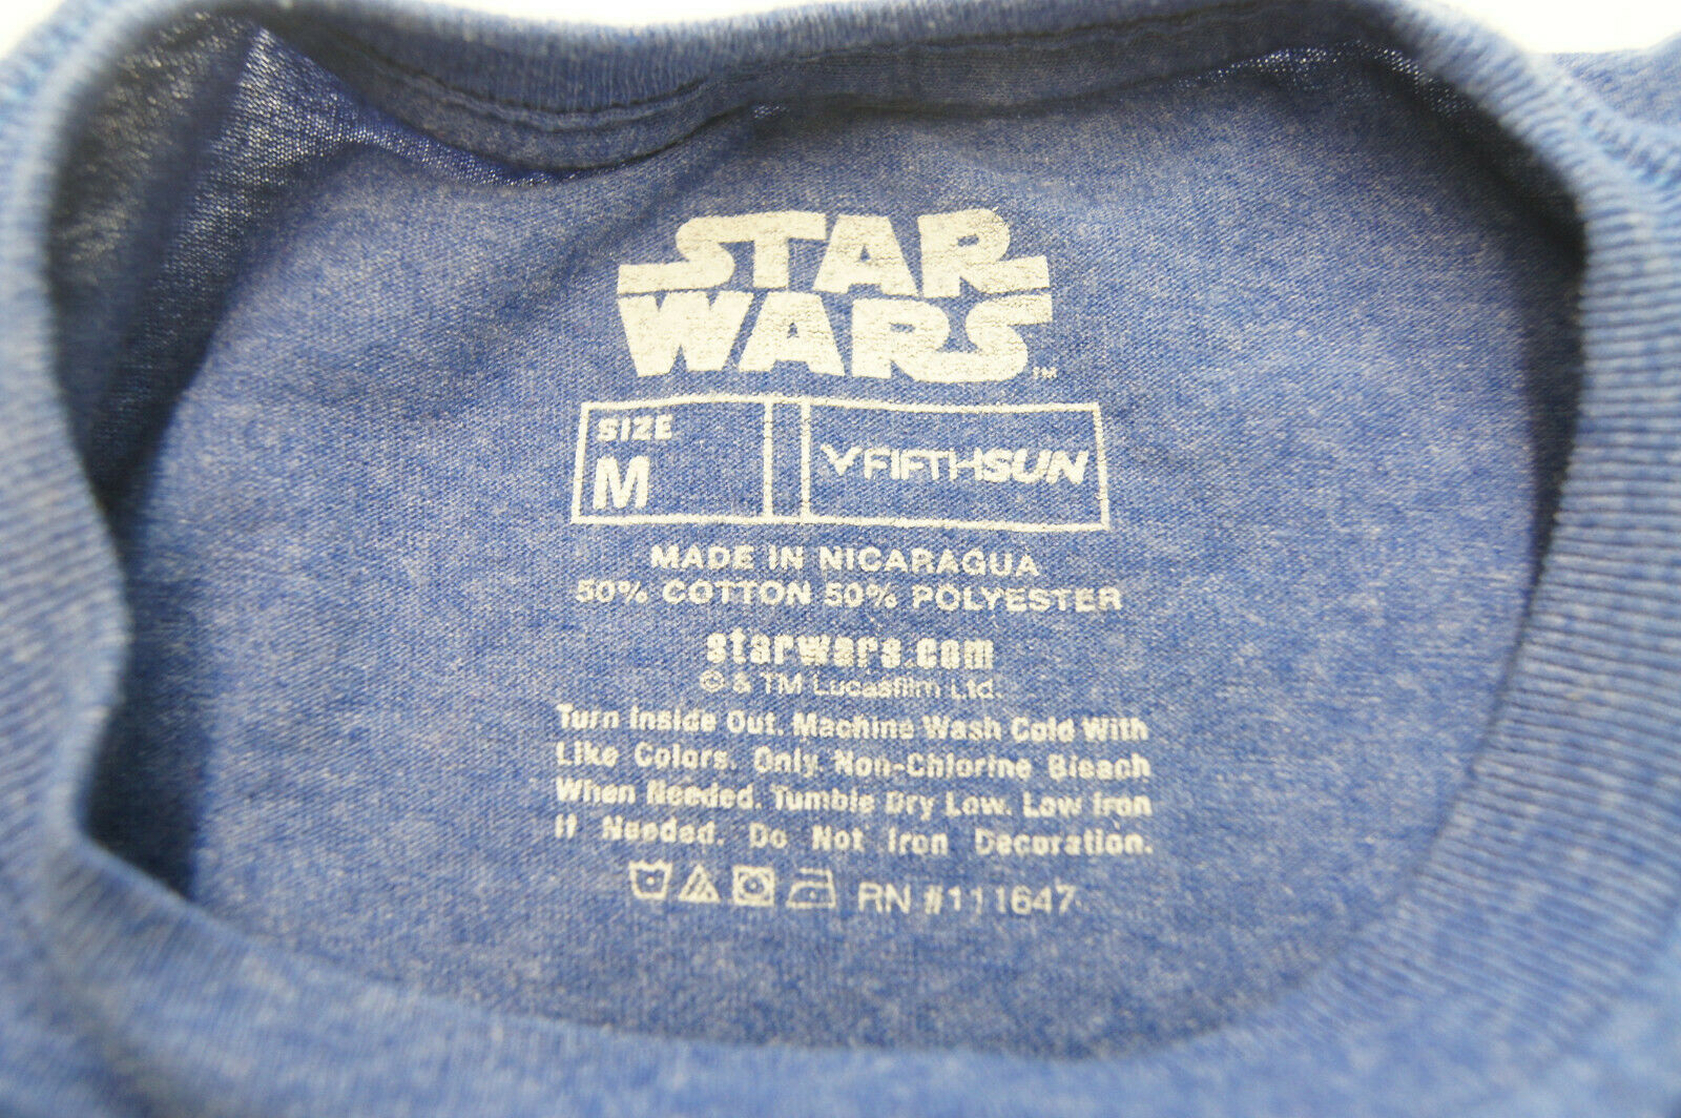 STAR
WARS
TM
SIZE
M
FIFTHSUN
MADE IN NICARAGUA
50% COTTON 50% POLYESTER
starwars.com
© & TM Lucasfilm Ltd.
Turn Inside Out. Machine Wash Cold With
Like Colors. Only Non-Chlorine Bleach
When Needed. Tumble Dry Low. Low Iron
If Needed. Do Not Iron Decoration.
RN #111647